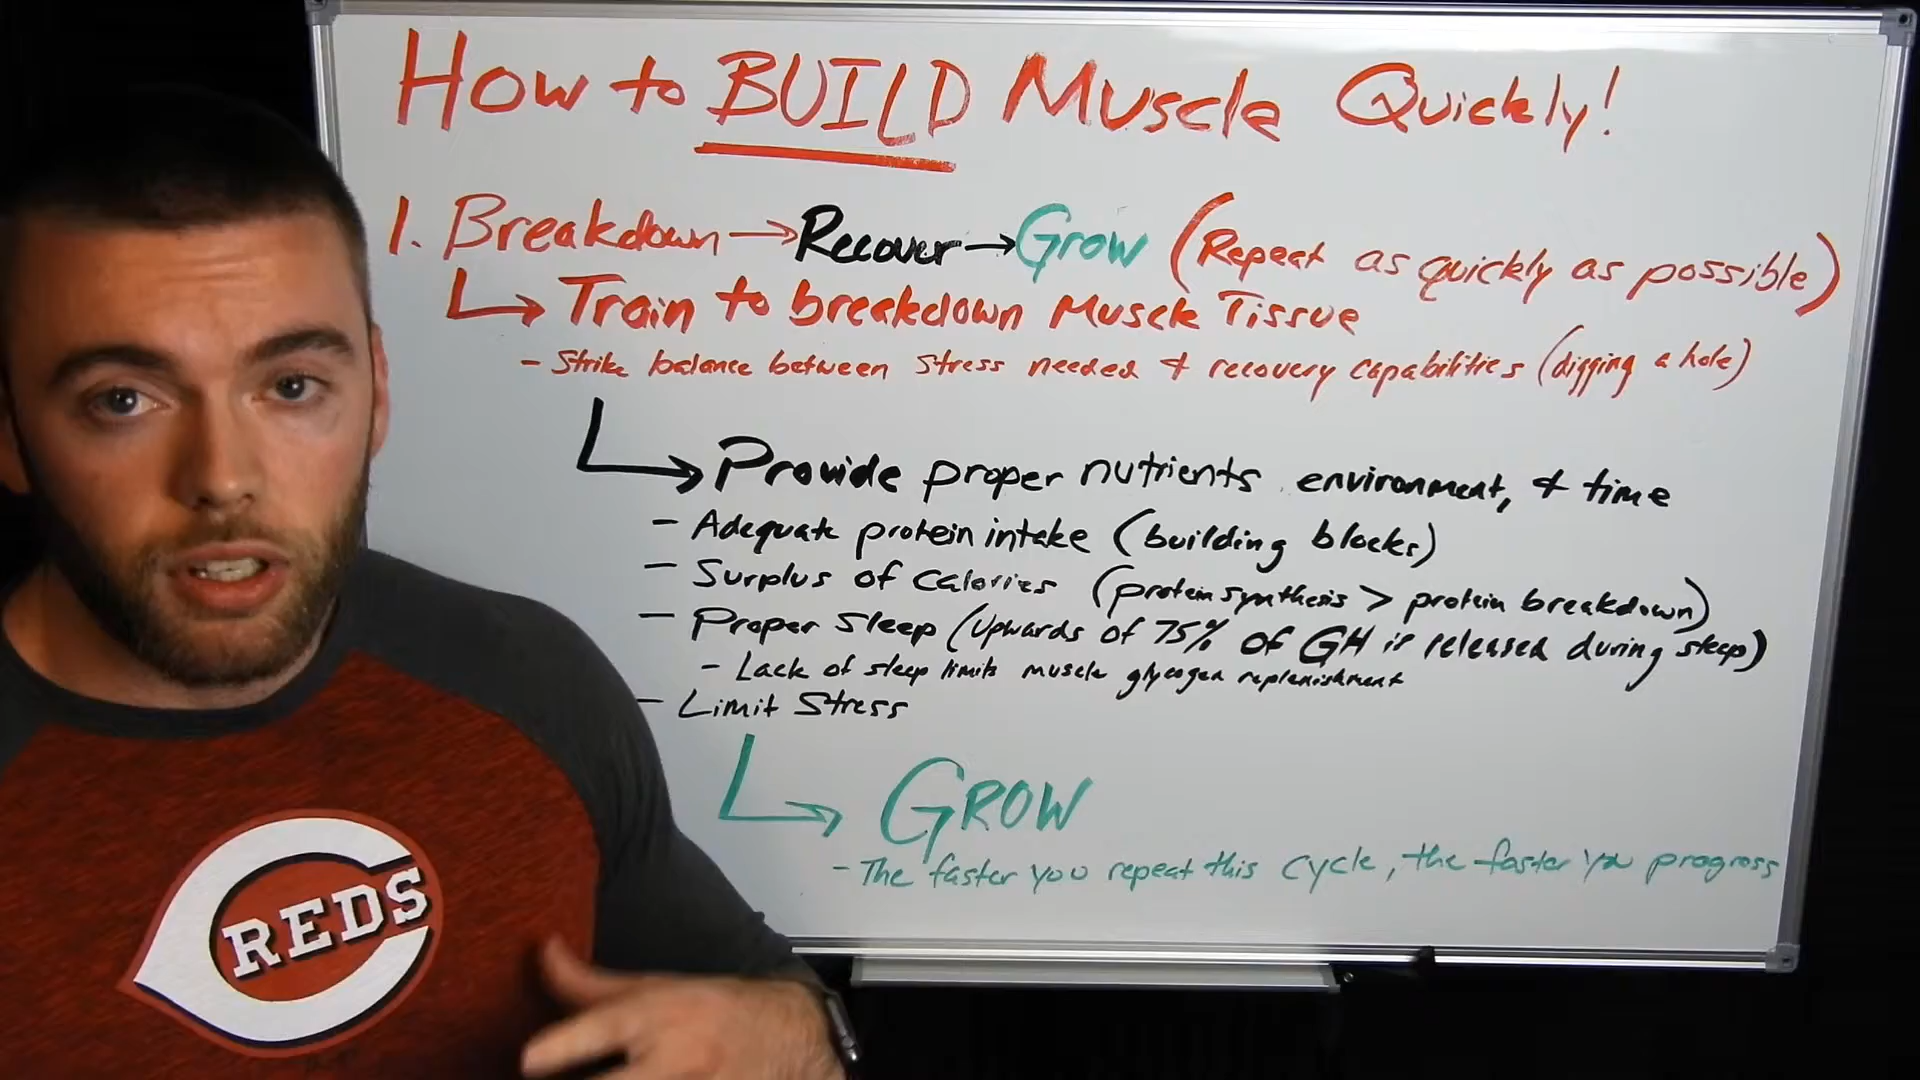 How to BUILD Muscle Quickly!
1. Breakdown → Recover → Grow (Repeat as quickly as possible)
Train to breakdown Muscle Tissue
- Strike balance between stress needed & recovery capabilities (digging a hole)
Provide proper nutrients, environment, & time
- Adequate protein intake (building blocks)
- Surplus of calories (protein synthesis > protein breakdown)
- Proper sleep (Upwards of 75% of GH is released during sleep)
- Lack of sleep limits muscle glycogen replenishment
- Limit Stress
GROW
- The faster you repeat this cycle, the faster you progress
REDS